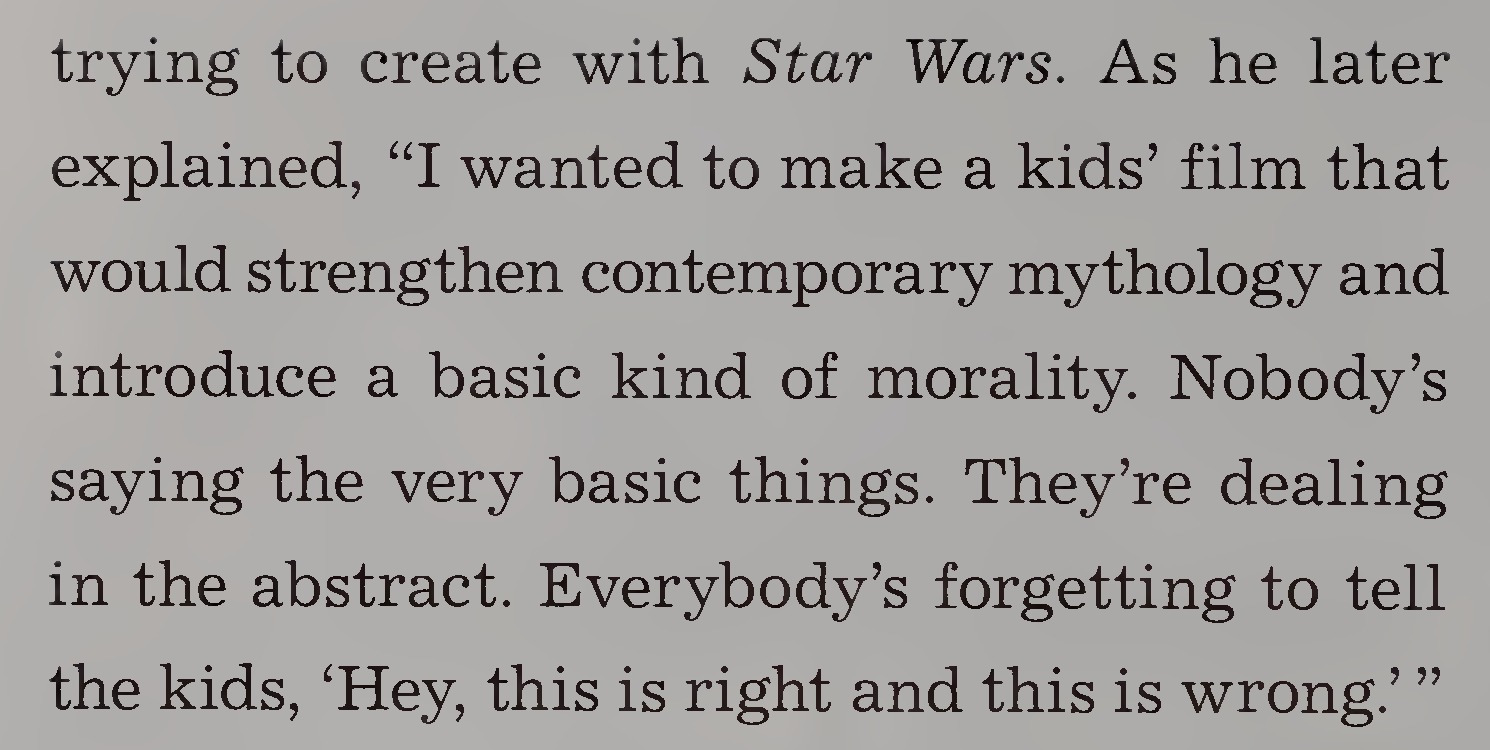 trying to create with Star Wars. As he later
explained, “I wanted to make a kids’ film that
would strengthen contemporary mythology and
introduce a basic kind of morality. Nobody’s
saying the very basic things. They’re dealing
in the abstract. Everybody’s forgetting to tell
the kids, ‘Hey, this is right and this is wrong.’ ”